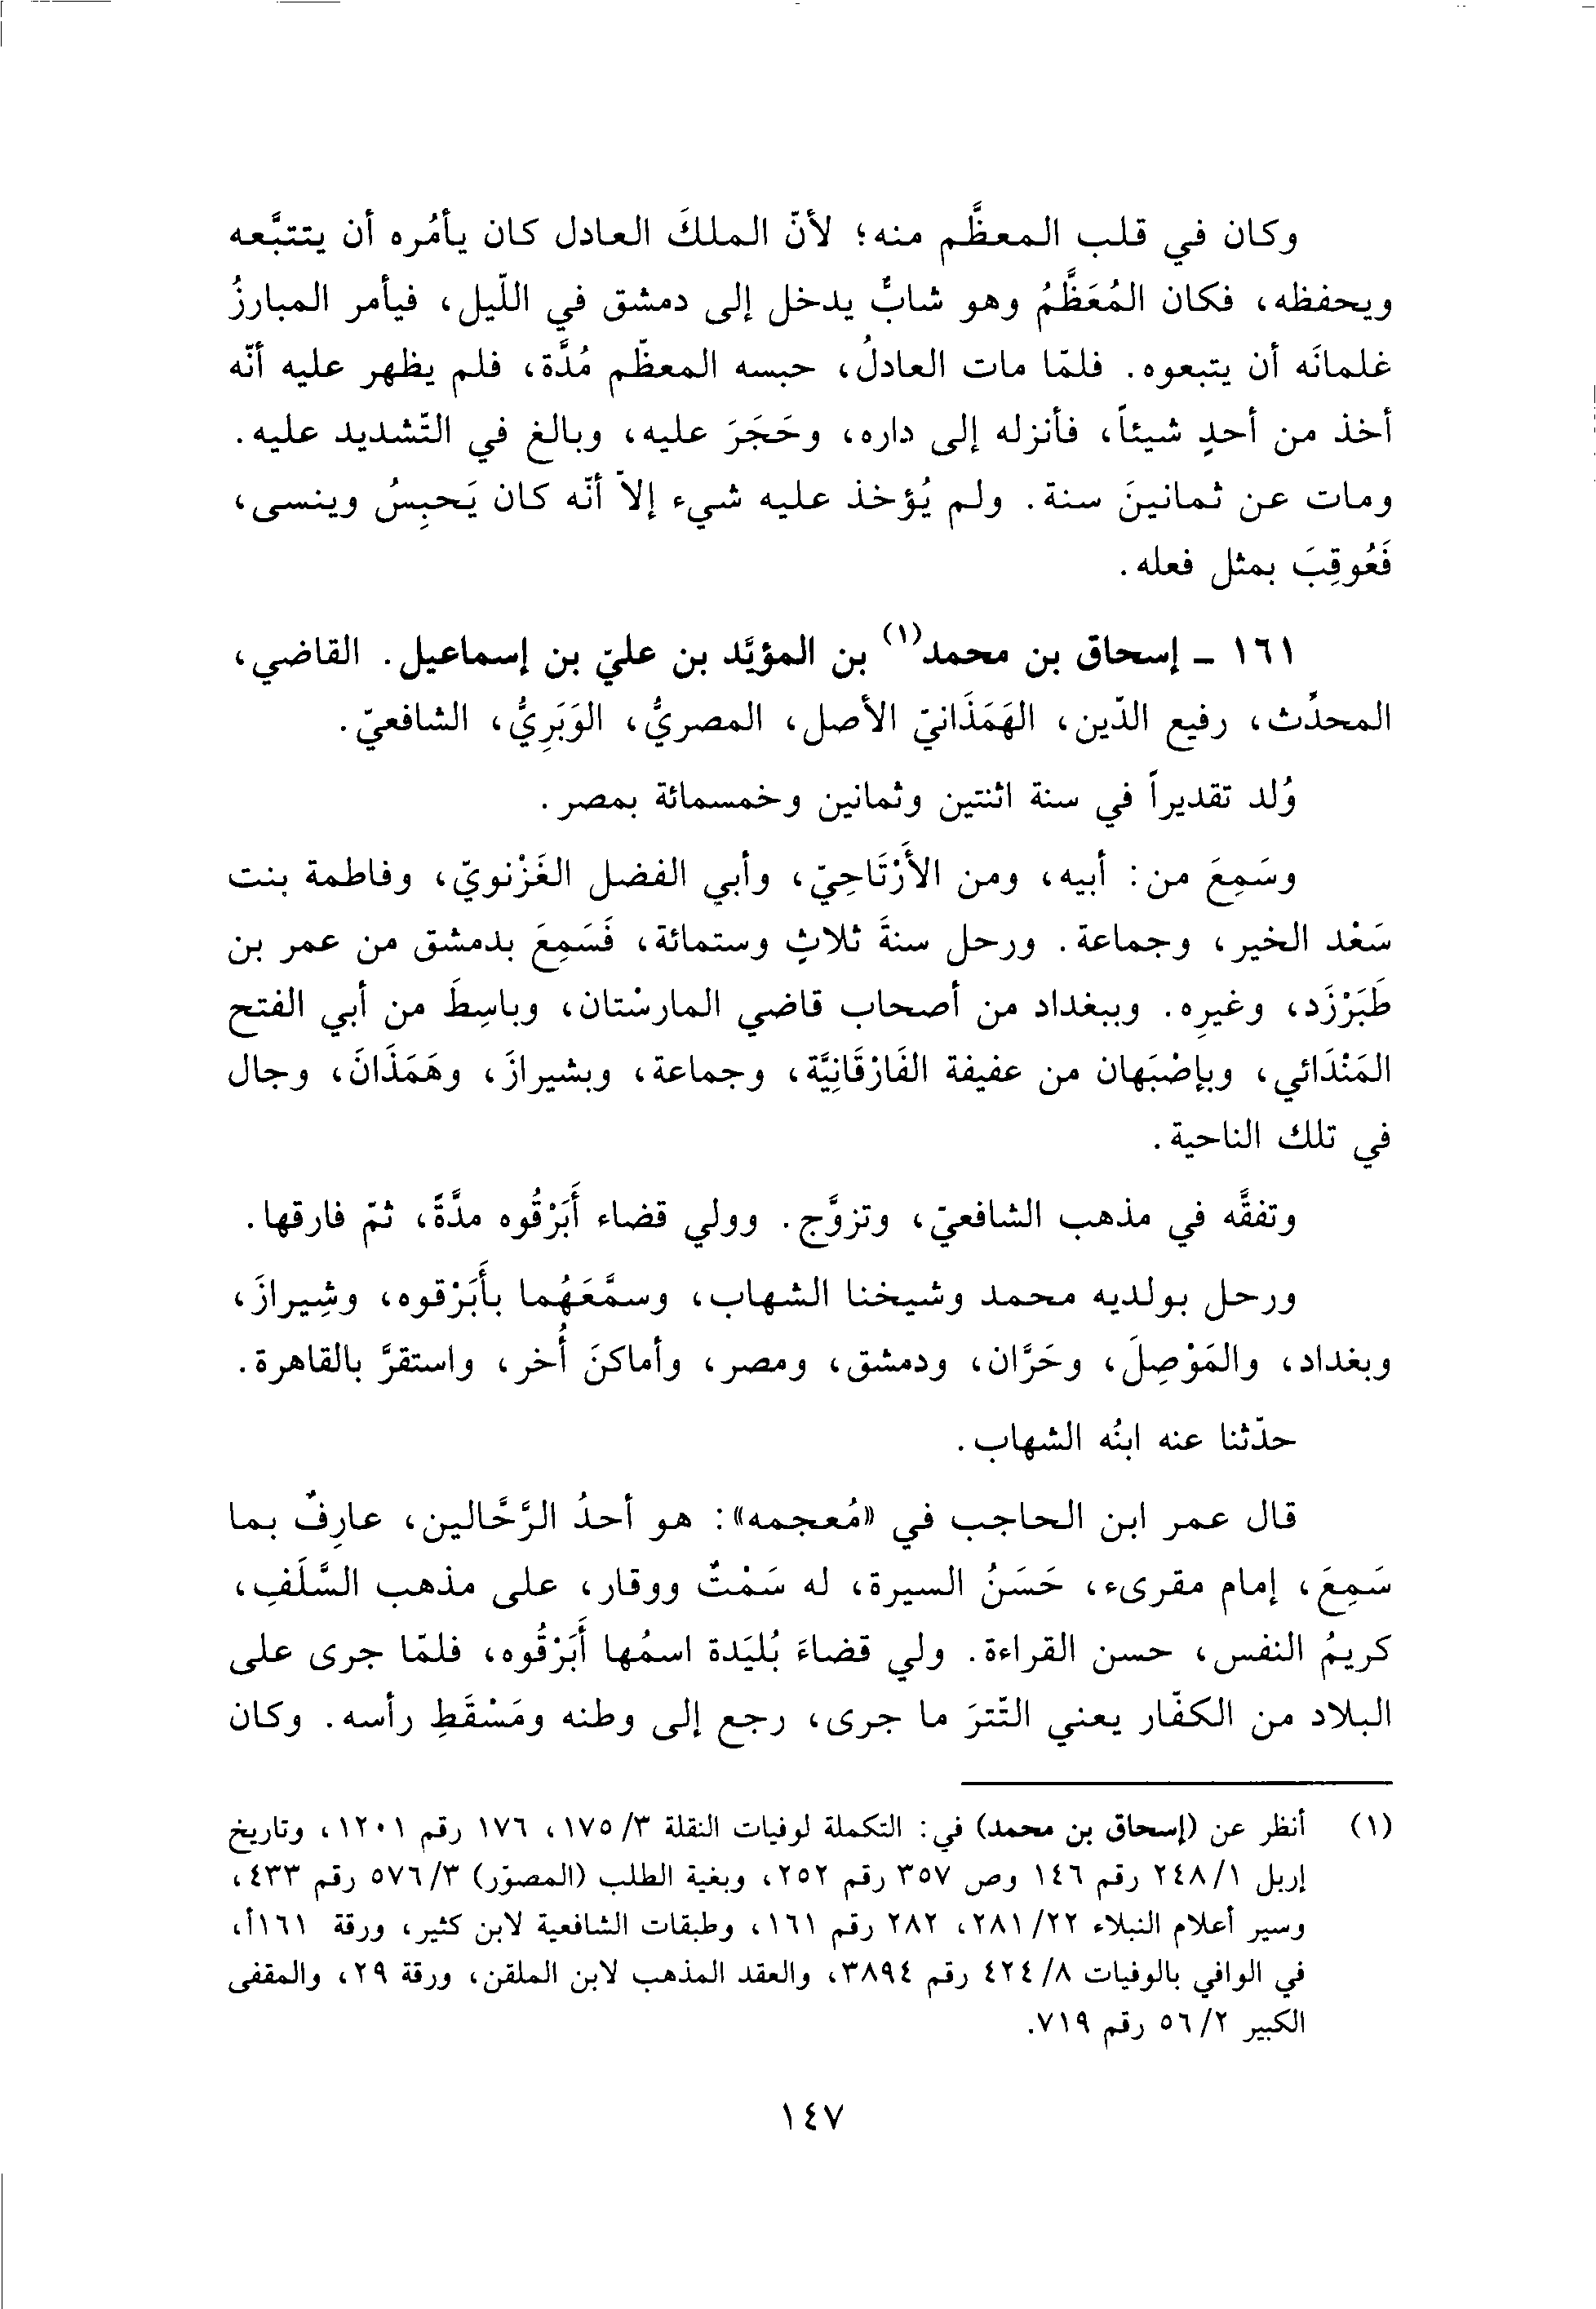 وكان في قلب المعظَّم منه؛ لأنّ الملكَ العادل كان يأمُره أن يتتبَّعه
ويحفظه، فكان المُعَظَّمُ وهو شابٌّ يدخل إلى دمشق في اللّيل، فيأمر المبارزُ
غلمانَه أن يتبعوه. فلمّا مات العادلُ، حبسه المعظّم مُدَّة، فلم يظهر عليه أنّه
أخذ من أحدٍ شيئاً، فأنزله إلى داره، وحَجَرَ عليه، وبالغ في التّشديد عليه.
ومات عن ثمانينَ سنة. ولم يُؤخذ عليه شيء إلاّ أنّه كان يَحبِسُ وينسى،
فَعُوقِبَ بمثل فعله.
١٦١ ـ إسحاق بن محمد(١) بن المؤيَّد بن عليّ بن إسماعيل. القاضي،
المحدِّث، رفيع الدّين، الهَمَذَانيّ الأصل، المصريُّ، الوَبَرِيُّ، الشافعيّ.
وُلد تقديراً في سنة اثنتين وثمانين وخمسمائة بمصر.
وسَمِعَ من: أبيه، ومن الأَرْتَاحِيّ، وأبي الفضل الغَزْنويّ، وفاطمة بنت
سَعْد الخير، وجماعة. ورحل سنةَ ثلاثٍ وستمائة، فَسَمِعَ بدمشق من عمر بن
طَبَرْزَد، وغيرِه. وببغداد من أصحاب قاضي المارسْتان، وباسِطَ من أبي الفتح
المَنْدَائي، وبإصْبَهان من عفيفة الفَارْقَانِيَّة، وجماعة، وبشيرازَ، وهَمَذَانَ، وجال
في تلك الناحية.
وتفقَّه في مذهب الشافعيّ، وتزوَّج. وولي قضاء أَبَرْقُوه مدَّةً، ثمّ فارقها.
ورحل بولديه محمد وشيخنا الشهاب، وسمَّعَهُما بأَبَرْقوه، وشِيرازَ،
وبغداد، والمَوْصِلَ، وحَرَّان، ودمشق، ومصر، وأماكنَ أُخر، واستقرَّ بالقاهرة.
حدّثنا عنه ابنُه الشهاب.
قال عمر ابن الحاجب في «مُعجمه»: هو أحدُ الرَّحَّالين، عارِفٌ بما
سَمِعَ، إمام مقرىء، حَسَنُ السيرة، له سَمْتٌ ووقار، على مذهب السَّلَفِ،
كريمُ النفس، حسن القراءة. ولي قضاءَ بُليَدة اسمُها أَبَرْقُوه، فلمّا جرى على
البلاد من الكفّار يعني التّترَ ما جرى، رجع إلى وطنه ومَسْقَطِ رأسه. وكان
(١) أنظر عن (إسحاق بن محمد) في: التكملة لوفيات النقلة ٣/ ١٧٥، ١٧٦ رقم ١٢٠١، وتاريخ
إربل ١/ ٢٤٨ رقم ١٤٦ وص ٣٥٧ رقم ٢٥٢، وبغية الطلب (المصوّر) ٣/ ٥٧٦ رقم ٤٣٣،
وسير أعلام النبلاء ٢٢/ ٢٨١، ٢٨٢ رقم ١٦١، وطبقات الشافعية لابن كثير، ورقة ١٦١أ،
في الوافي بالوفيات ٨/ ٤٢٤ رقم ٣٨٩٤، والعقد المذهب لابن الملقن، ورقة ٢٩، والمقفى
الكبير ٢/ ٥٦ رقم ٧١٩.
١٤٧